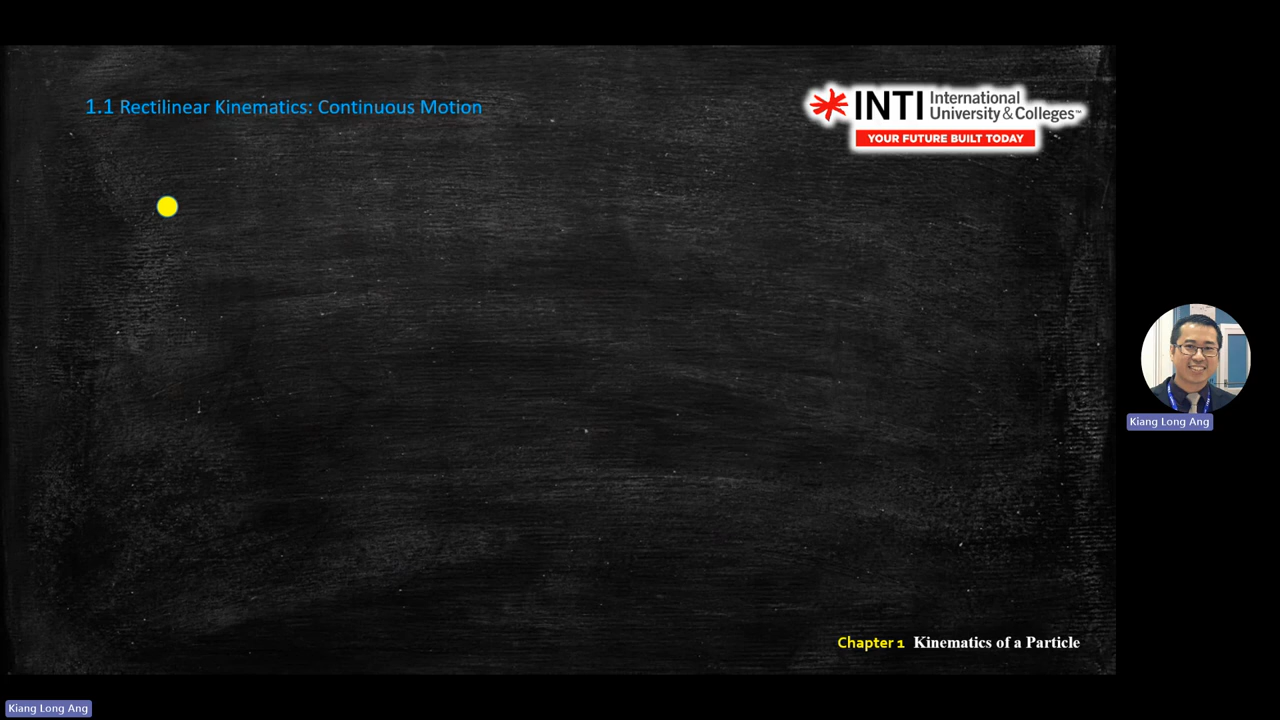 1.1 Rectilinear Kinematics: Continuous Motion
INTI International
University & Colleges™
YOUR FUTURE BUILT TODAY
Kiang Long Ang
Chapter 1 Kinematics of a Particle
Kiang Long Ang